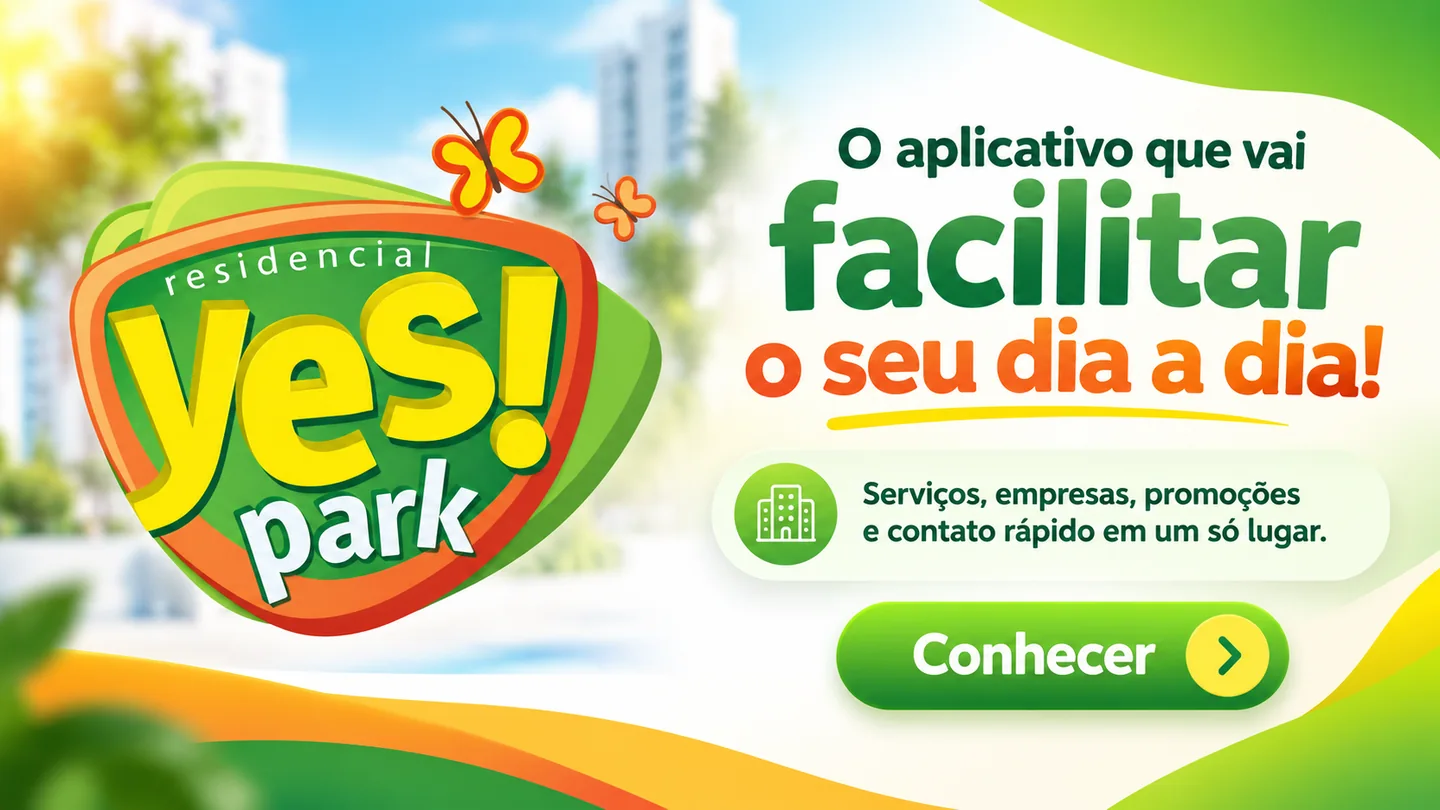 residencial
yes!
park
O aplicativo que vai
facilitar
o seu dia a dia!
Serviços, empresas, promoções
e contato rápido em um só lugar.
Conhecer